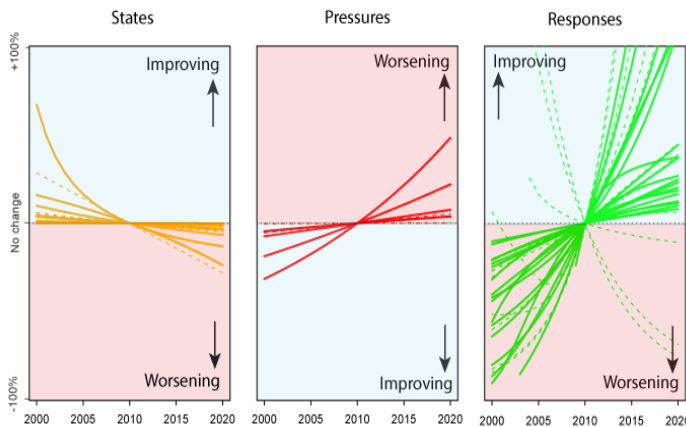 States
Pressures
Responses
+100%
No change
-100%
Improving
Worsening
2000 2005 2010 2015 2020
Worsening
Improving
2000 2005 2010 2015 2020
Improving
Worsening
2000 2005 2010 2015 2020